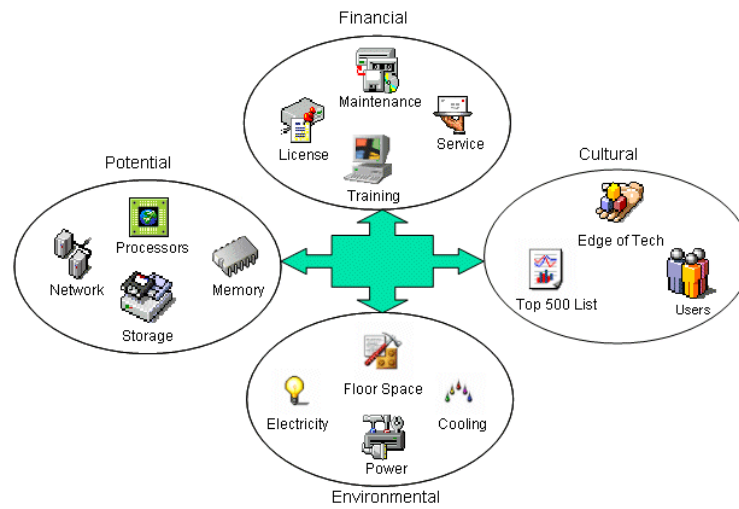 Financial
Maintenance
License
Service
Training
Potential
Processors
Network
Memory
Storage
Cultural
Edge of Tech
Top 500 List
Users
Floor Space
Electricity
Cooling
Power
Environmental